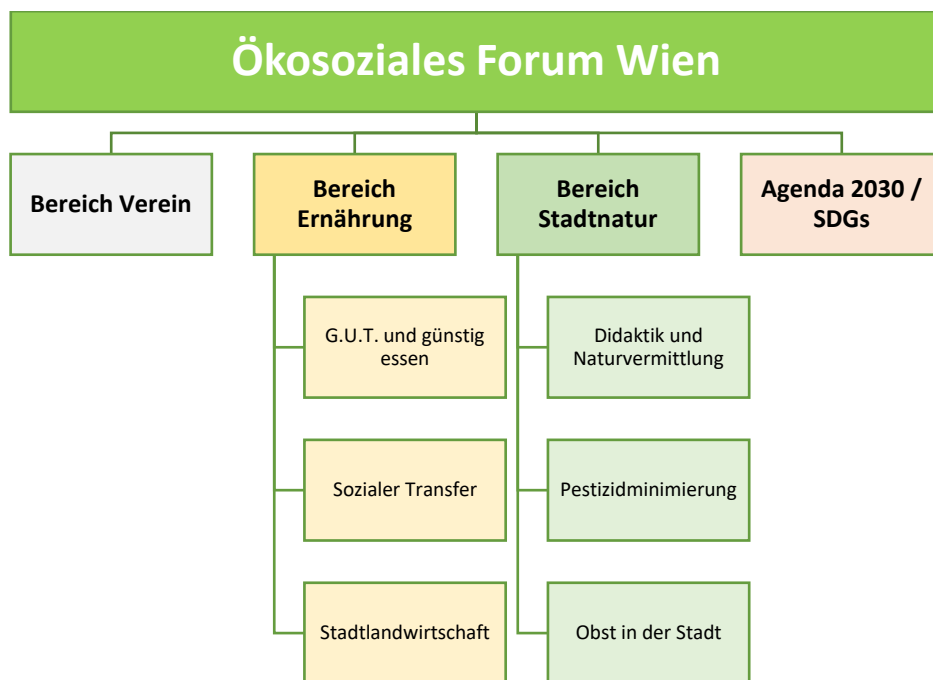 Ökosoziales Forum Wien
Bereich Verein
Bereich
Ernährung
Bereich
Stadtnatur
Agenda 2030 /
SDGs
G.U.T. und günstig
essen
Didaktik und
Naturvermittlung
Sozialer Transfer
Pestizidminimierung
Stadtlandwirtschaft
Obst in der Stadt